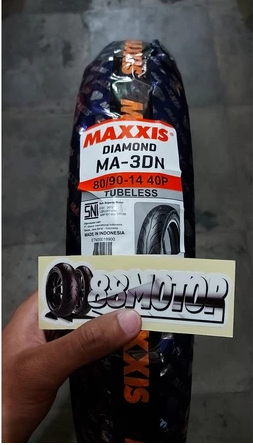 MAXXIS®
DIAMOND
MA-3DN
80/90-14 40P
TUBELESS
SNI
MADE IN INDONESIA
88MOTOR
MAXXIS